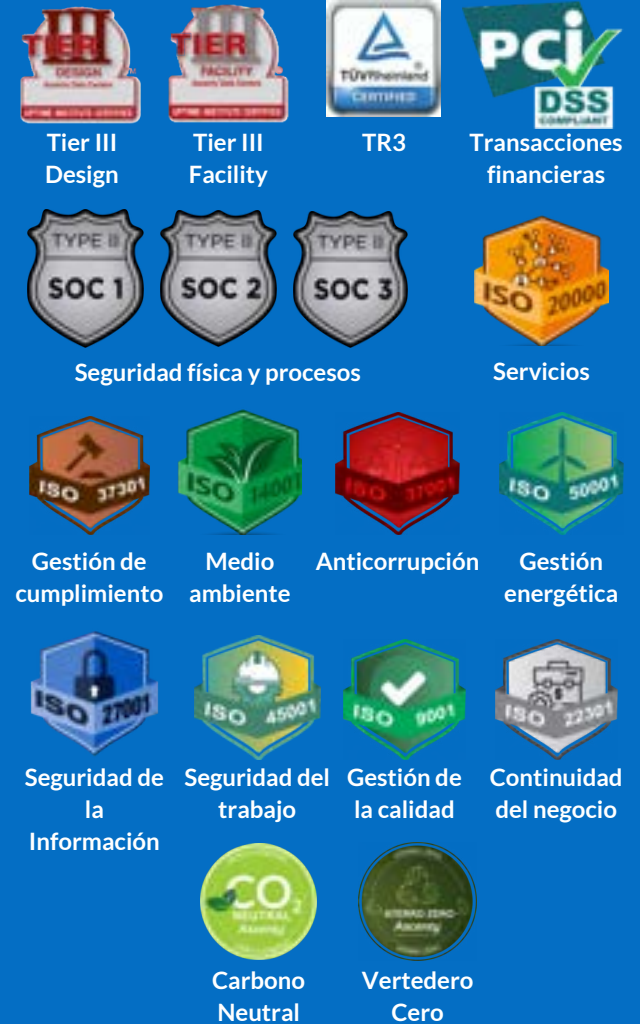 TIER III
DESIGN
Tier III
Design
TIER III
FACILITY
Tier III
Facility
TÜVRheinland
CERTIFIED
TR3
PCi
DSS
COMPLIANT
Transacciones
financieras
TYPE II
SOC 1
TYPE II
SOC 2
TYPE II
SOC 3
Seguridad física y procesos
ISO 20000
Servicios
ISO 37301
Gestión de
cumplimiento
ISO 14001
Medio
ambiente
ISO 37001
Anticorrupción
ISO 50001
Gestión
energética
ISO 27001
Seguridad de
la
Información
ISO 45001
Seguridad del
trabajo
ISO 9001
Gestión de
la calidad
ISO 22301
Continuidad
del negocio
CO2
NEUTRAL
Ascenty
Carbono
Neutral
ATERRO ZERO
Ascenty
Vertedero
Cero